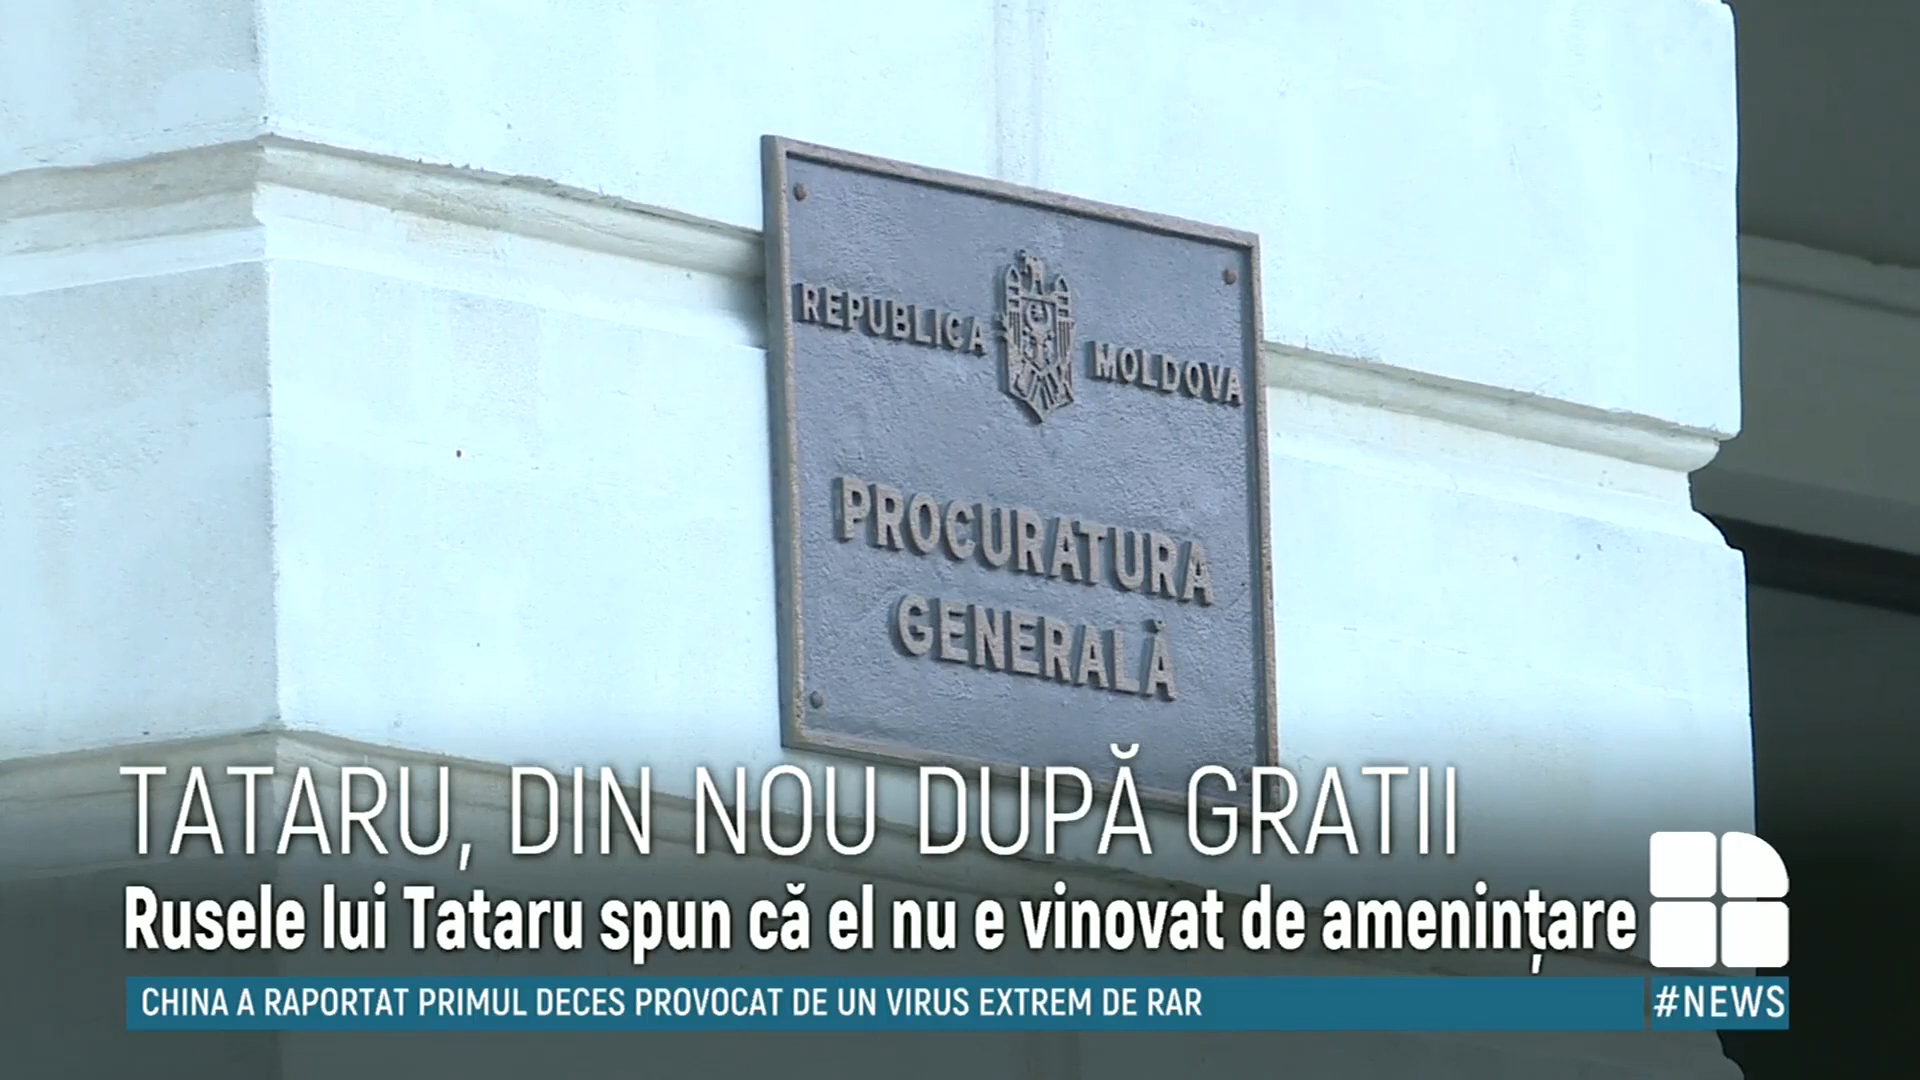 REPUBLICA MOLDOVA
PROCURATURA
GENERALĂ
TATARU, DIN NOU DUPĂ GRATII
Rusele lui Tataru spun că el nu e vinovat de amenințare
CHINA A RAPORTAT PRIMUL DECES PROVOCAT DE UN VIRUS EXTREM DE RAR
#NEWS